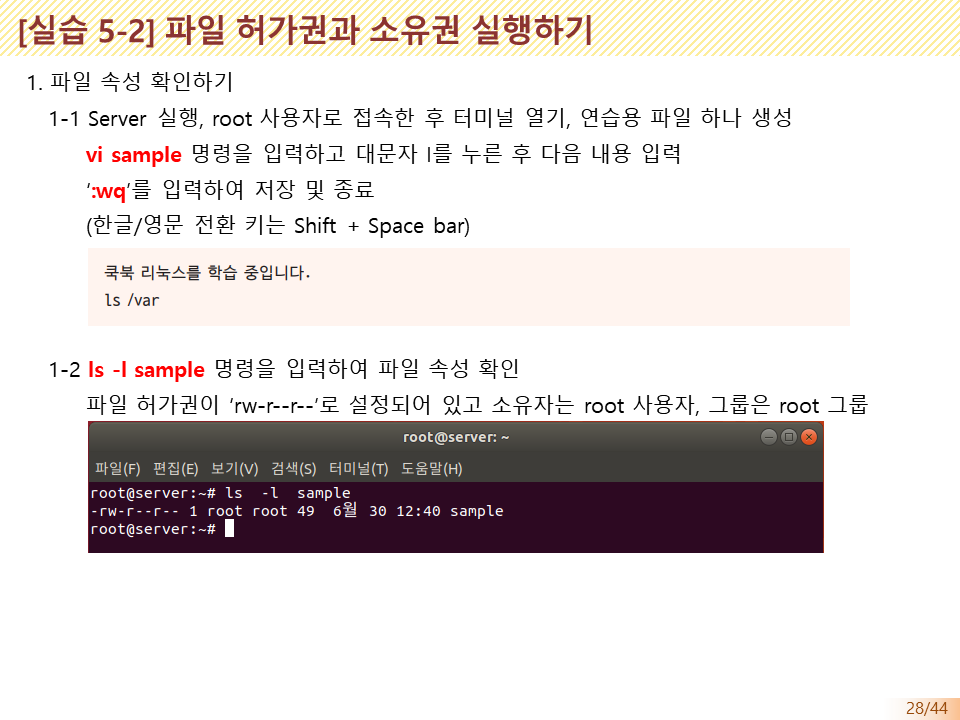 [실습 5-2] 파일 허가권과 소유권 실행하기
1. 파일 속성 확인하기
1-1 Server 실행, root 사용자로 접속한 후 터미널 열기, 연습용 파일 하나 생성
vi sample 명령을 입력하고 대문자 I를 누른 후 다음 내용 입력
‘:wq’를 입력하여 저장 및 종료
(한글/영문 전환 키는 Shift + Space bar)
쿡북 리눅스를 학습 중입니다.
ls /var
1-2 ls -l sample 명령을 입력하여 파일 속성 확인
파일 허가권이 ‘rw-r--r--’로 설정되어 있고 소유자는 root 사용자, 그룹은 root 그룹
root@server: ~
파일(F) 편집(E) 보기(V) 검색(S) 터미널(T) 도움말(H)
root@server:~# ls  -l  sample
-rw-r--r-- 1 root root 49  6월 30 12:40 sample
root@server:~#
28/44